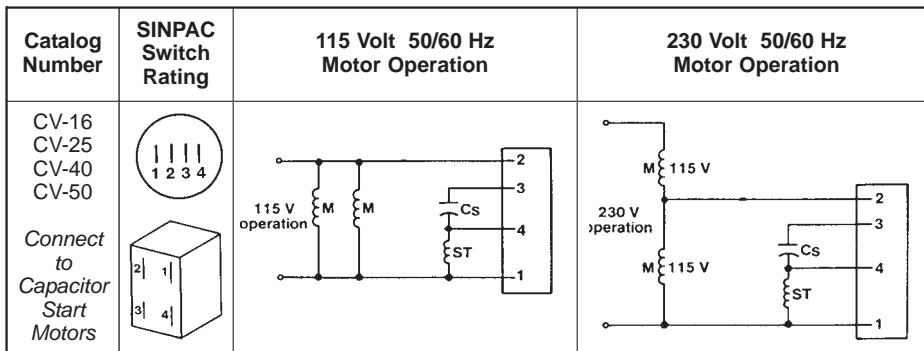 Catalog
Number
SINPAC
Switch
Rating
115 Volt 50/60 Hz
Motor Operation
230 Volt 50/60 Hz
Motor Operation
CV-16
CV-25
CV-40
CV-50
Connect
to
Capacitor
Start
Motors
1 2 3 4
2 1
3 4
115 V
operation
M
M
Cs
ST
2
3
4
1
230 V
operation
M 115 V
M 115 V
Cs
ST
2
3
4
1